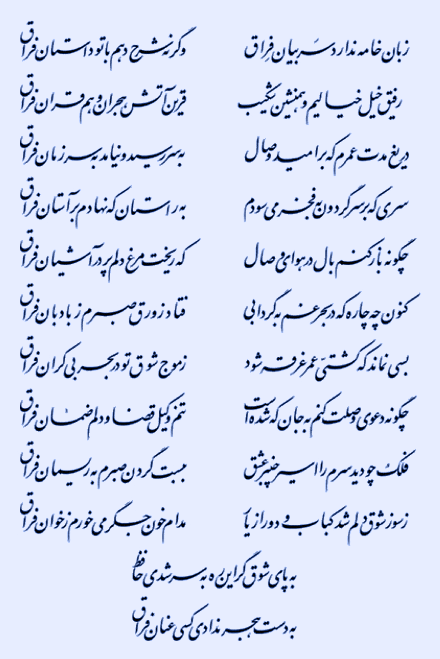 زبان خامه ندارد سر بیان فراق وگرنه شرح دهم با تو داستان فراق
رفیق خیل خیالیم و همنشین شکیب قرین آتش هجران و هم قران فراق
دریغ مدت عمرم که بر امید وصال به سر رسید و نیامد به سر زمان فراق
سری که بر سر گردون به فخر می‌سودم به راستان که نهادم بر آستان فراق
چگونه باز کنم بال در هوای وصال که ریخت مرغ دلم پر در آشیان فراق
کنون چه چاره که در بحر غم به گردابی فتاد زورق صبرم ز بادبان فراق
بسی نماند که کشتی عمر غرقه شود ز موج شوق تو در بحر بی‌کران فراق
چگونه دعوی وصلت کنم به جان که شده‌است تنم وکیل قضا و دلم ضمان فراق
فلک چو دید سرم را اسیر چنبر عشق ببست گردن صبرم به ریسمان فراق
ز سوز شوق دلم شد کباب و دور از یار مدام خون جگر می‌خورم ز خوان فراق
به پای شوق گر این ره به سر شدی حافظ
به دست هجر ندادی کسی عنان فراق